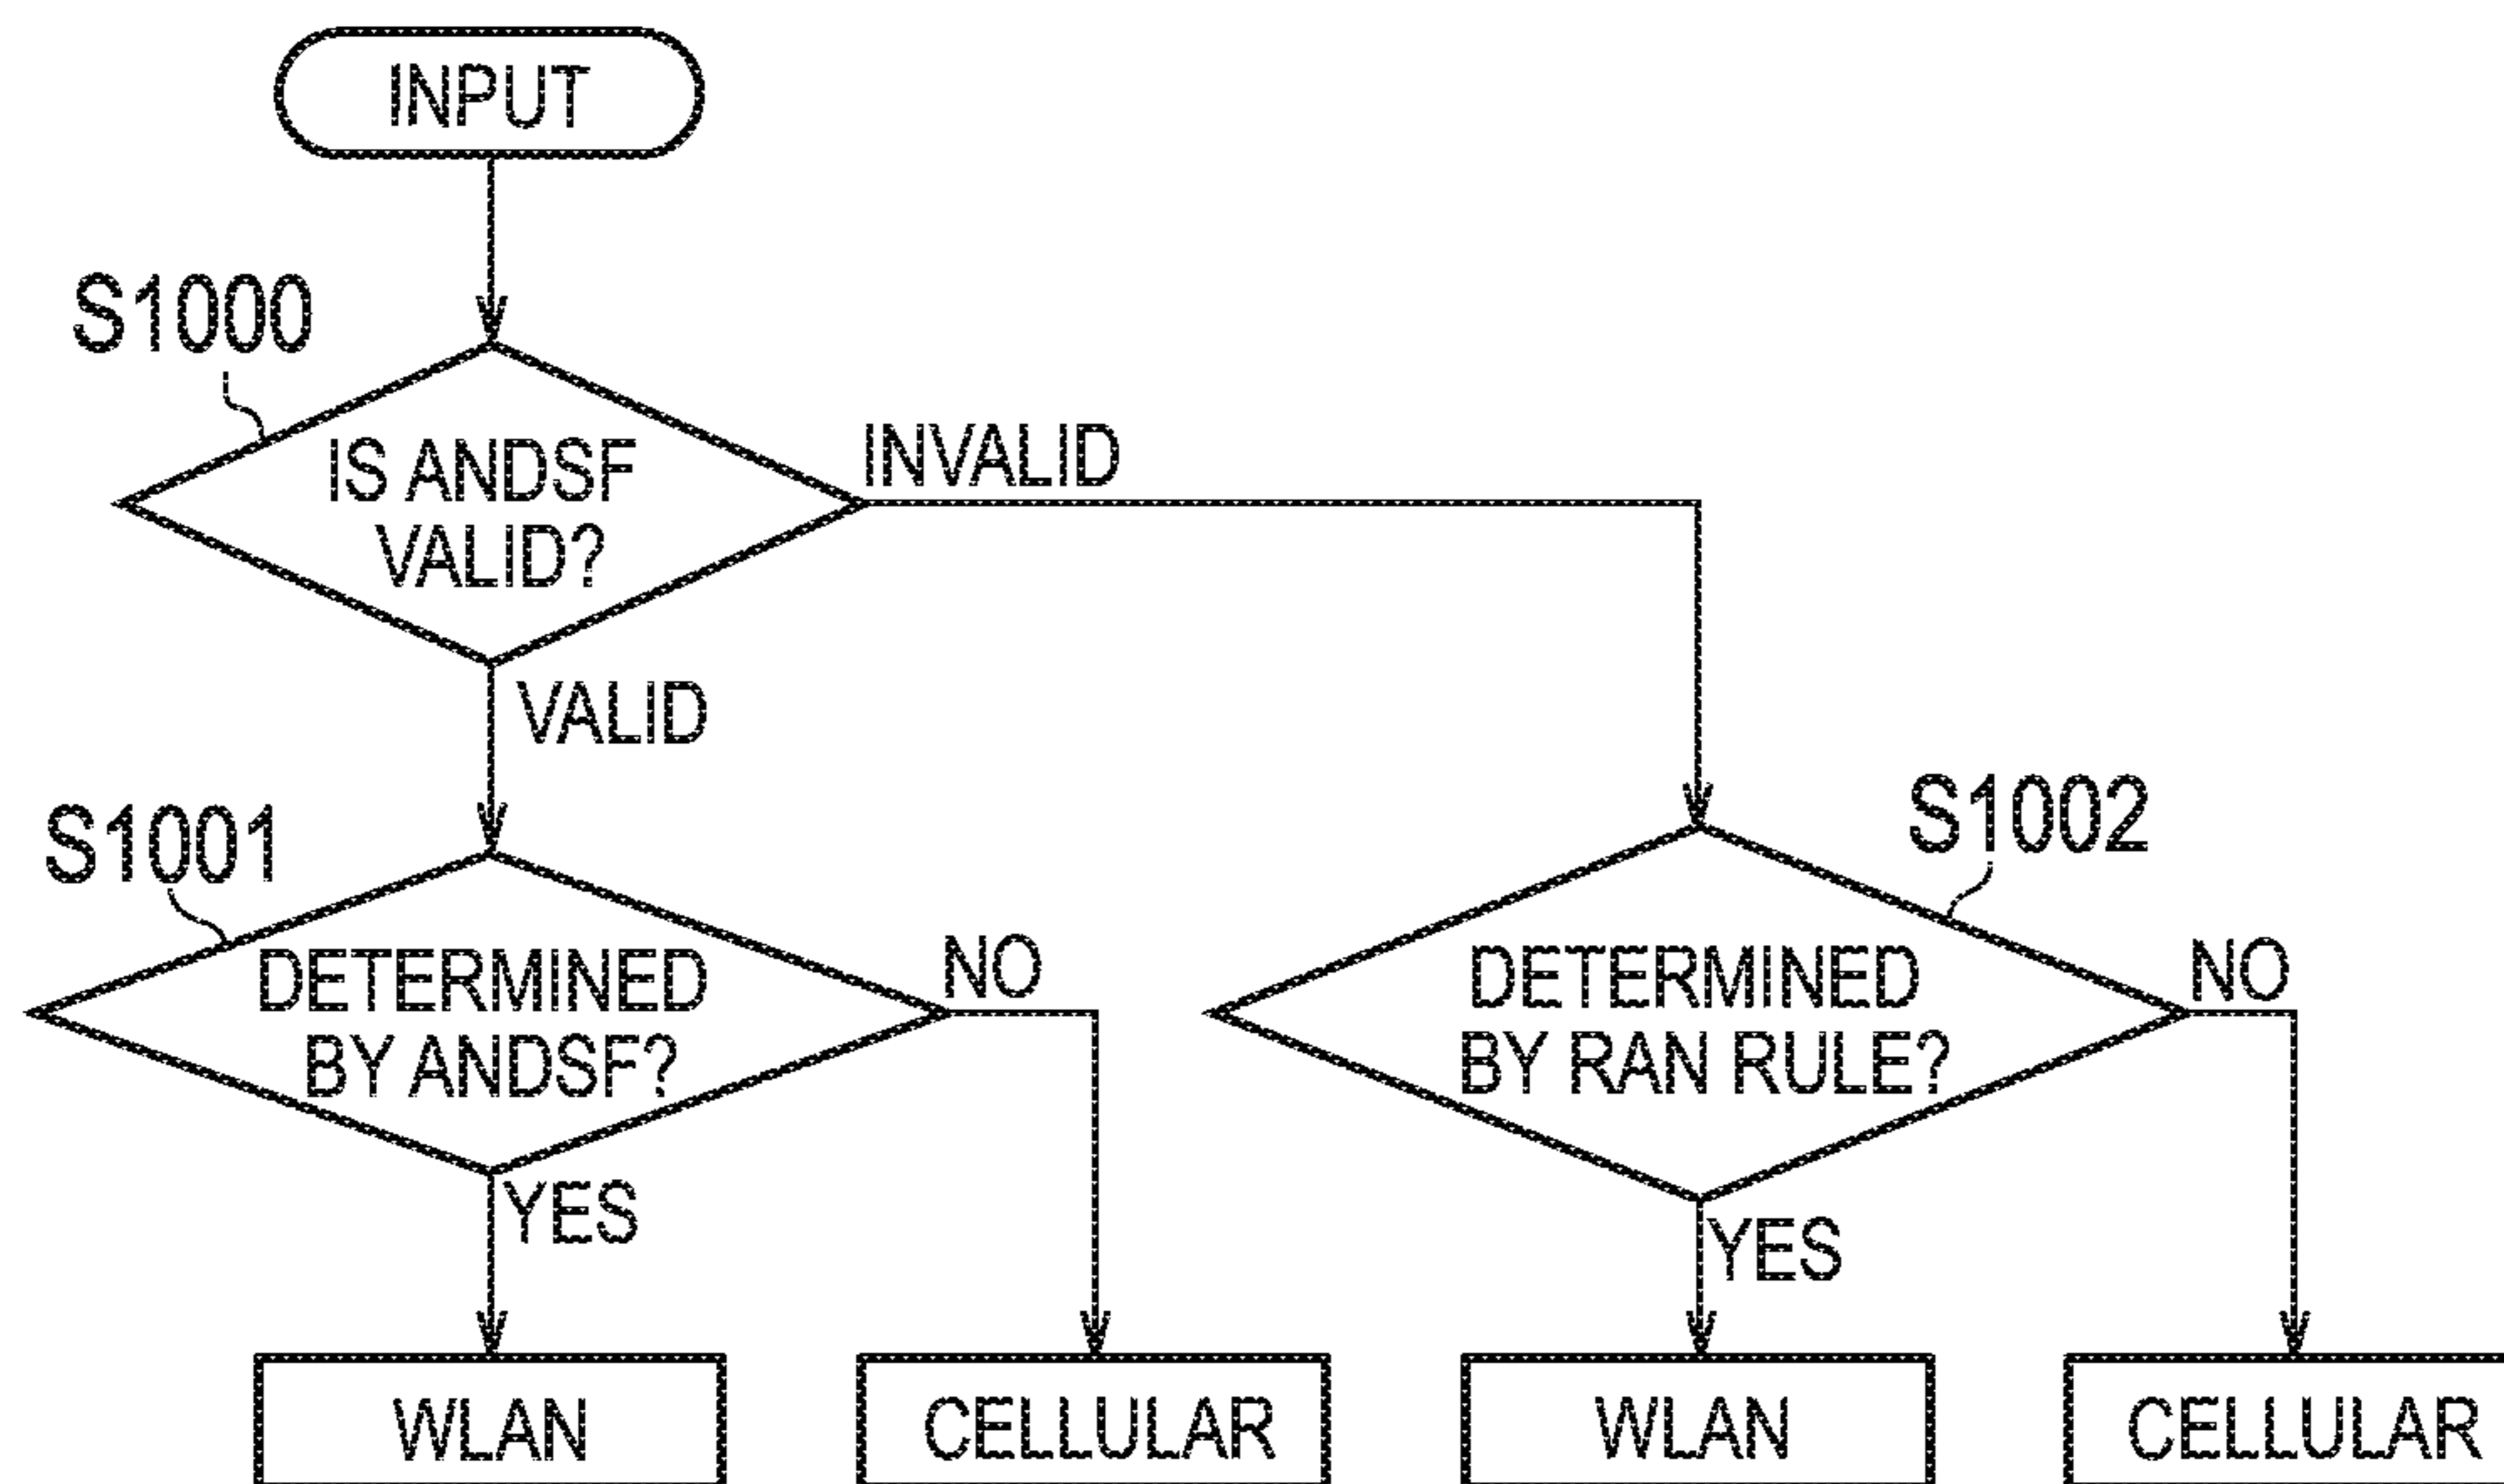 INPUT
S1000
IS ANDSF
VALID?
INVALID
VALID
S1001
DETERMINED
BY ANDSF?
NO
YES
S1002
DETERMINED
BY RAN RULE?
NO
YES
WLAN
CELLULAR
WLAN
CELLULAR